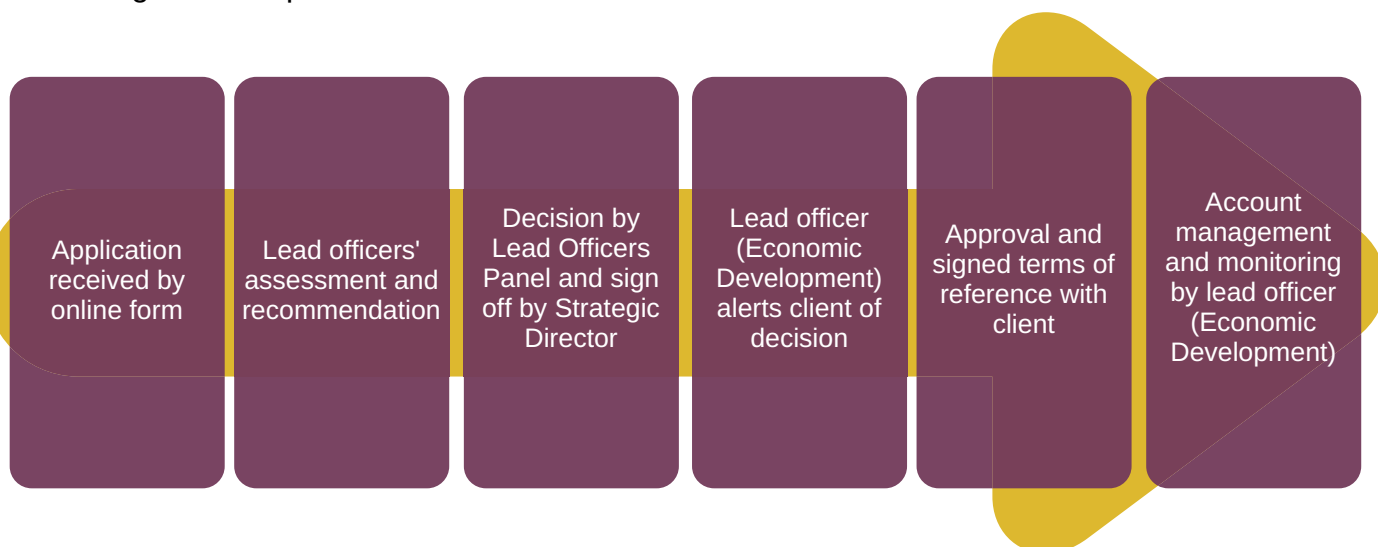 Application
received by
online form
Lead officers'
assessment and
recommendation
Decision by
Lead Officers
Panel and sign
off by Strategic
Director
Lead officer
(Economic
Development)
alerts client of
decision
Approval and
signed terms of
reference with
client
Account
management
and monitoring
by lead officer
(Economic
Development)